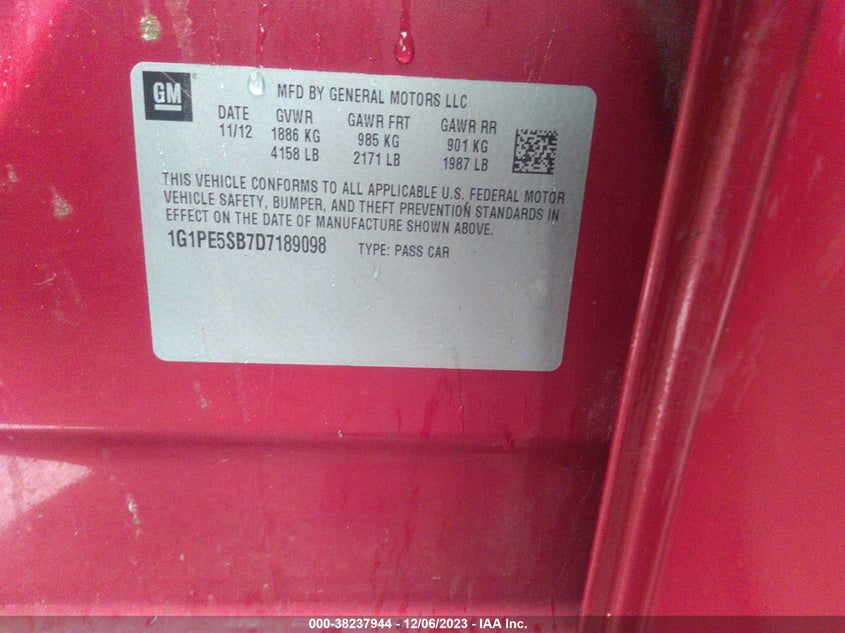 GM
MFD BY GENERAL MOTORS LLC
DATE GVWR GAWR FRT GAWR RR
11/12 1886 KG 985 KG 901 KG
4158 LB 2171 LB 1987 LB
THIS VEHICLE CONFORMS TO ALL APPLICABLE U.S. FEDERAL MOTOR
VEHICLE SAFETY, BUMPER, AND THEFT PREVENTION STANDARDS IN
EFFECT ON THE DATE OF MANUFACTURE SHOWN ABOVE.
1G1PE5SB7D7189098 TYPE: PASS CAR
000-38237944 - 12/06/2023 - IAA Inc.